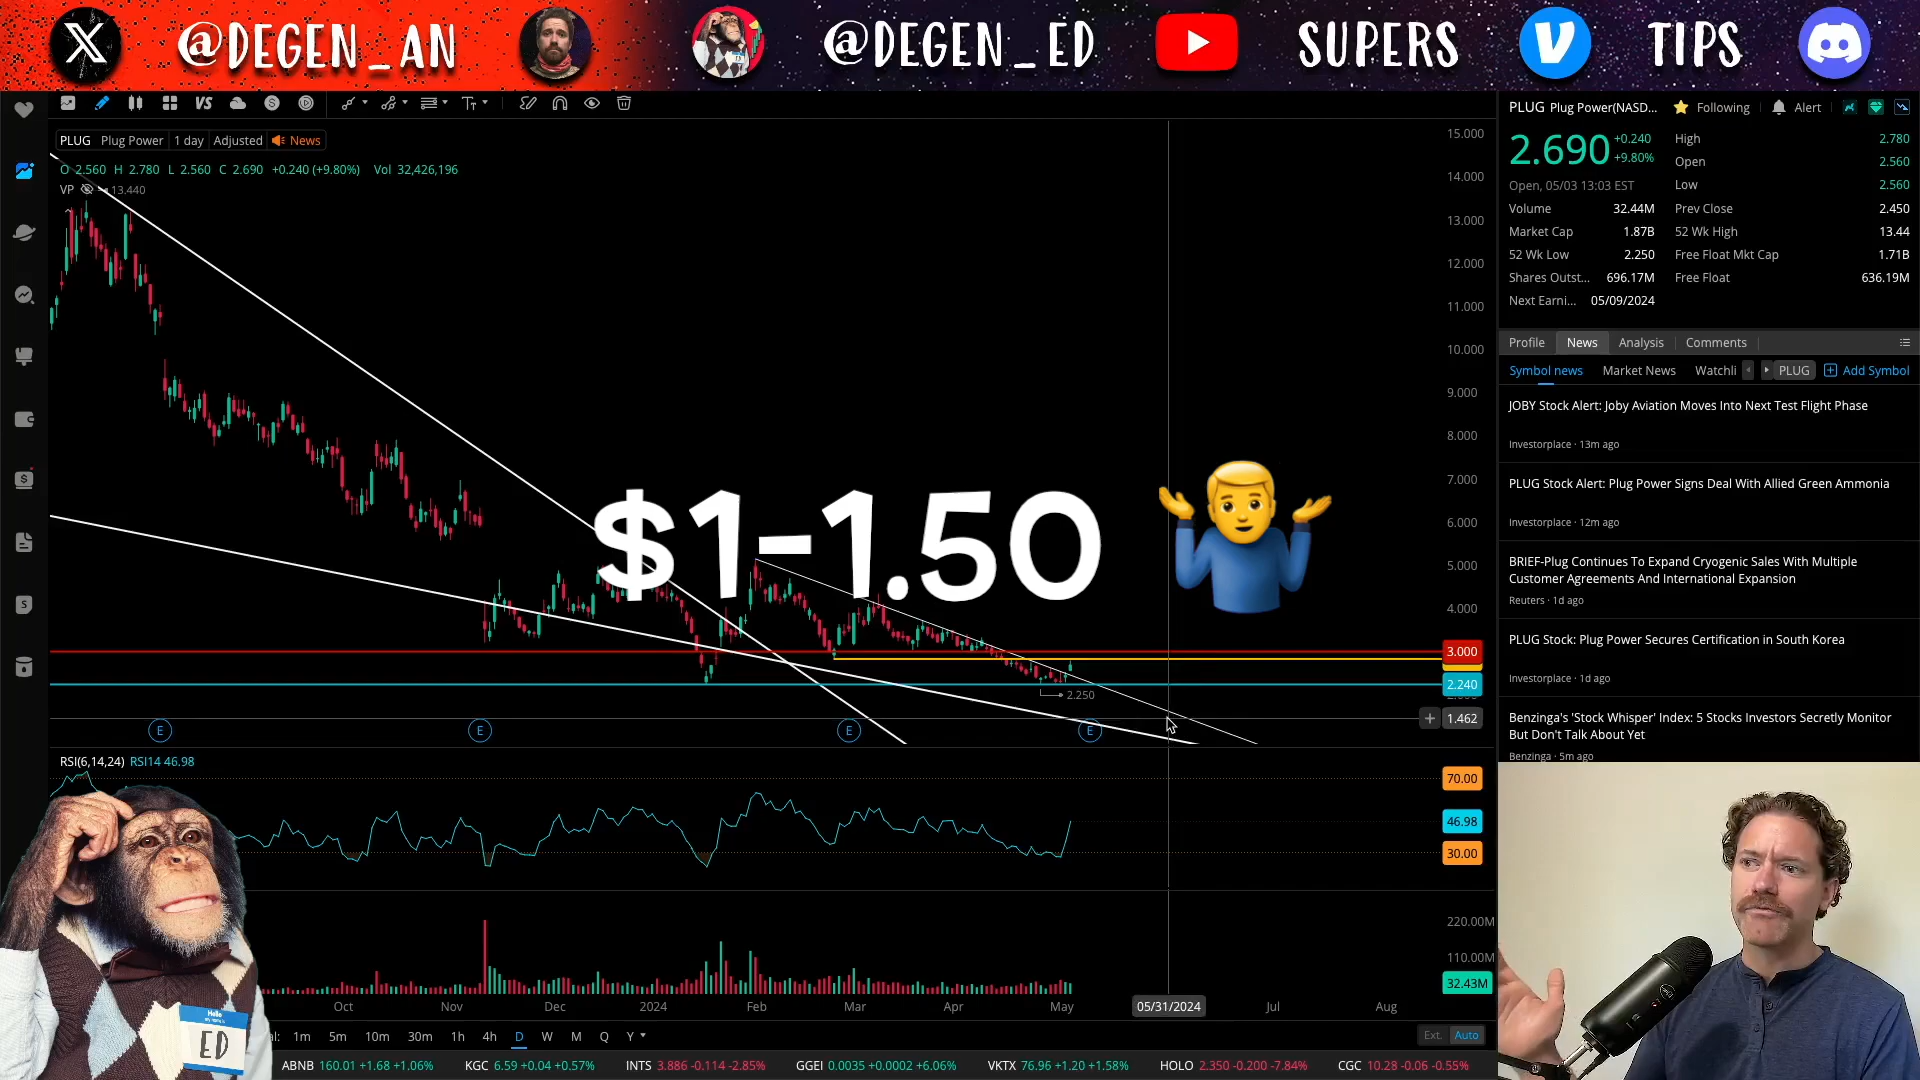 @DEGEN_AN
@DEGEN_ED
SUPERS
TIPS
VS
PLUG Plug Power 1 day Adjusted News
O 2.560 H 2.780 L 2.560 C 2.690 +0.240 (+9.80%) Vol 32,426,196
VP 13.440
$1-1.50
2.250
15.000
14.000
13.000
12.000
11.000
10.000
9.000
8.000
7.000
6.000
5.000
4.000
3.000
2.240
+ 1.462
E E E E
RSI(6,14,24) RSI14 46.98
70.00
46.98
30.00
220.00M
110.00M
32.43M
Oct Nov Dec 2024 Feb Mar Apr May 05/31/2024 Jul Aug
1m 5m 10m 30m 1h 4h D W M Q Y Ext. Auto
ABNB 160.01 +1.68 +1.06% KGC 6.59 +0.04 +0.57% INTS 3.886 -0.114 -2.85% GGEI 0.0035 +0.0002 +6.06% VKTX 76.96 +1.20 +1.58% HOLO 2.350 -0.200 -7.84% CGC 10.28 -0.06 -0.55%
PLUG Plug Power(NASD... Following Alert
2.690 +0.240
+9.80%
Open, 05/03 13:03 EST
High 2.780
Open 2.560
Low 2.560
Volume 32.44M Prev Close 2.450
Market Cap 1.87B 52 Wk High 13.44
52 Wk Low 2.250 Free Float Mkt Cap 1.71B
Shares Outst... 696.17M Free Float 636.19M
Next Earni... 05/09/2024
Profile News Analysis Comments
Symbol news Market News Watchli PLUG Add Symbol
JOBY Stock Alert: Joby Aviation Moves Into Next Test Flight Phase
Investorplace · 13m ago
PLUG Stock Alert: Plug Power Signs Deal With Allied Green Ammonia
Investorplace · 12m ago
BRIEF-Plug Continues To Expand Cryogenic Sales With Multiple
Customer Agreements And International Expansion
Reuters · 1d ago
PLUG Stock: Plug Power Secures Certification in South Korea
Investorplace · 1d ago
Benzinga's 'Stock Whisper' Index: 5 Stocks Investors Secretly Monitor
But Don't Talk About Yet
Benzinga · 5m ago
Hello
ED